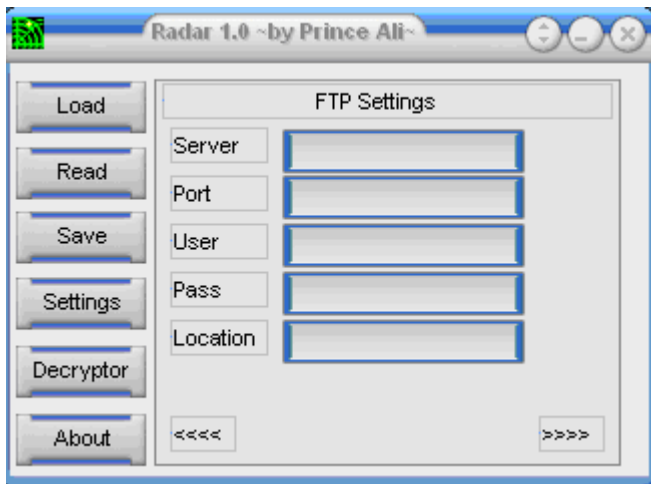 Radar 1.0 ~by Prince Ali~
Load
Read
Save
Settings
Decryptor
About
FTP Settings
Server
Port
User
Pass
Location
<<<<
>>>>